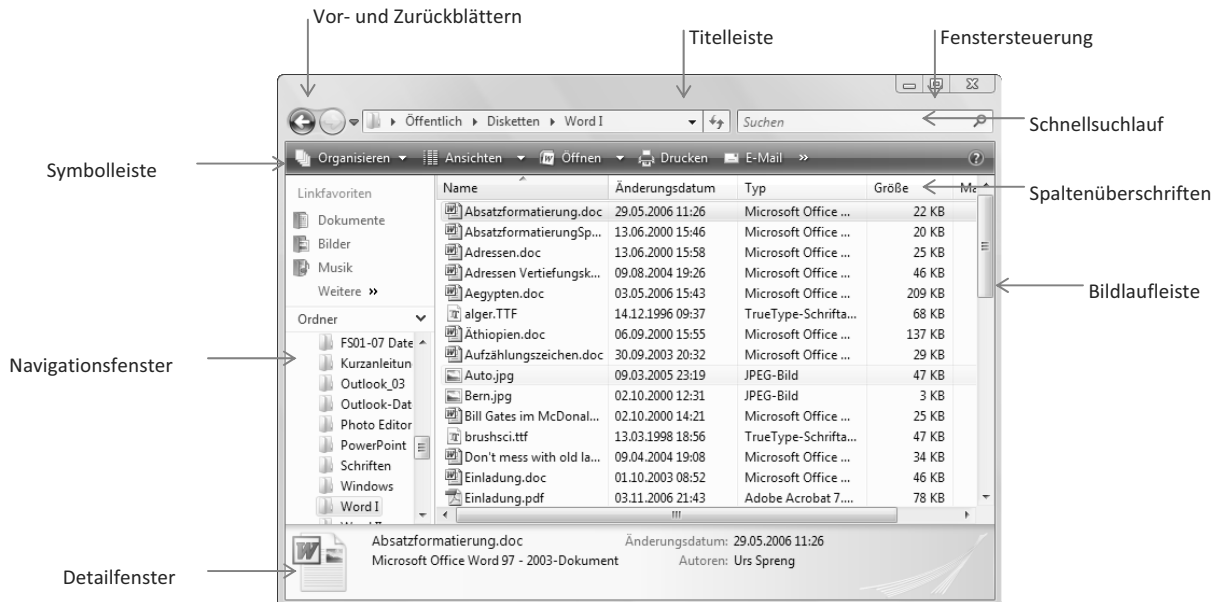 Vor- und Zurückblättern
Titelleiste
Fenstersteuerung
Öffentlich Disketten Word I
Suchen
Schnellsuchlauf
Symbolleiste
Organisieren Ansichten Öffnen Drucken E-Mail »
Linkfavoriten
Dokumente
Bilder
Musik
Weitere »
Ordner
FS01-07 Date
Kurzanleitun
Outlook_03
Outlook-Dat
Photo Editor
PowerPoint
Schriften
Windows
Word I
Navigationsfenster
Name Änderungsdatum Typ Größe
Spaltenüberschriften
Absatzformatierung.doc 29.05.2006 11:26 Microsoft Office ... 22 KB
AbsatzformatierungSp... 13.06.2000 15:46 Microsoft Office ... 20 KB
Adressen.doc 13.06.2000 15:58 Microsoft Office ... 25 KB
Adressen Vertiefungsk... 09.08.2004 19:26 Microsoft Office ... 46 KB
Aegypten.doc 03.05.2006 15:43 Microsoft Office ... 209 KB
alger.TTF 14.12.1996 09:37 TrueType-Schrifta... 68 KB
Äthiopien.doc 06.09.2000 15:55 Microsoft Office ... 137 KB
Aufzählungszeichen.doc 30.09.2003 20:32 Microsoft Office ... 29 KB
Auto.jpg 09.03.2005 23:19 JPEG-Bild 47 KB
Bern.jpg 02.10.2000 12:31 JPEG-Bild 3 KB
Bill Gates im McDonal... 02.10.2000 14:21 Microsoft Office ... 25 KB
brushsci.ttf 13.03.1998 18:56 TrueType-Schrifta... 47 KB
Don't mess with old la... 09.04.2004 19:08 Microsoft Office ... 34 KB
Einladung.doc 01.10.2003 08:52 Microsoft Office ... 46 KB
Einladung.pdf 03.11.2006 21:43 Adobe Acrobat 7.... 78 KB
Bildlaufleiste
Absatzformatierung.doc Änderungsdatum: 29.05.2006 11:26
Microsoft Office Word 97 - 2003-Dokument Autoren: Urs Spreng
Detailfenster